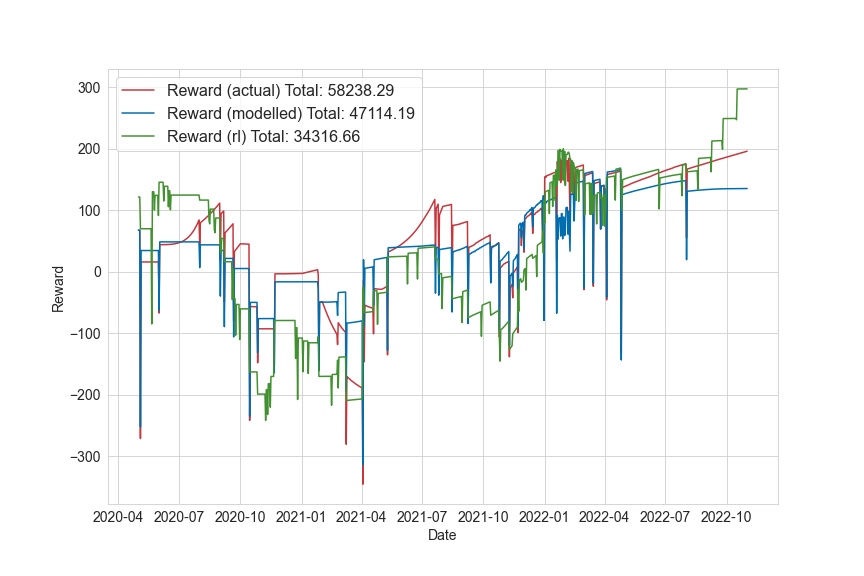 Reward (actual) Total: 58238.29
Reward (modelled) Total: 47114.19
Reward (rl) Total: 34316.66
300
200
100
0
−100
−200
−300
Reward
2020-04 2020-07 2020-10 2021-01 2021-04 2021-07 2021-10 2022-01 2022-04 2022-07 2022-10
Date